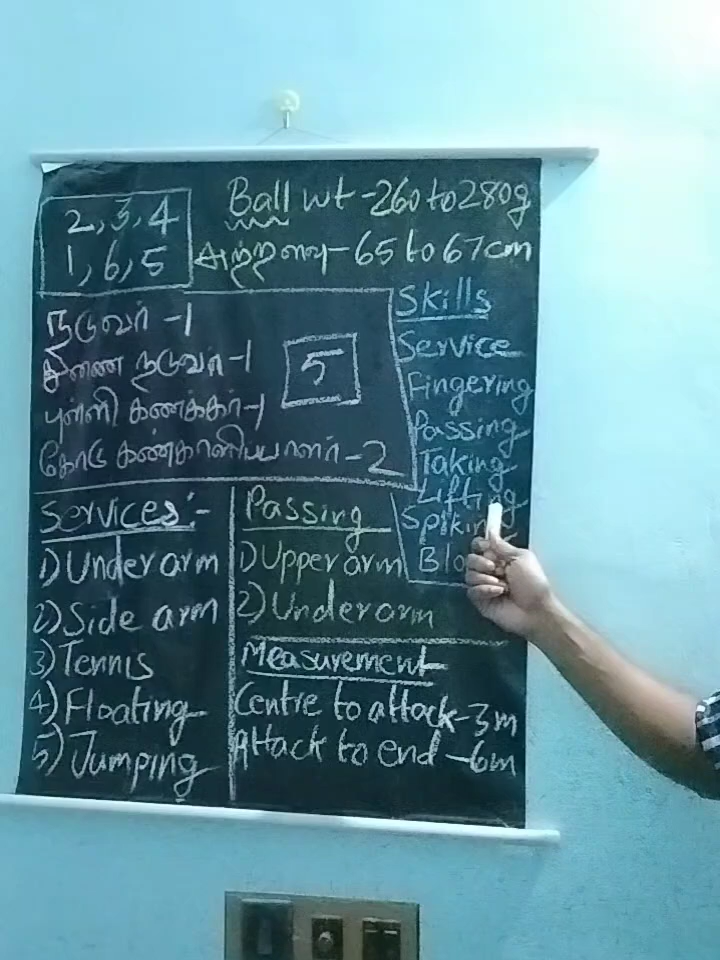 2, 3, 4
1, 6, 5
Ball wt - 260 to 280g
சுற்றளவு - 65 to 67cm
நடுவர் - 1
துணை நடுவர் - 1
புள்ளி கணக்கர் - 1
கோடு கண்காணிப்பாளர் - 2
5
Skills
Service
Fingering
Passing
Taking
Lifting
Spikin
Blo
Services:-
1) Under arm
2) Side arm
3) Tennis
4) Floating
5) Jumping
Passing
1) Upper arm
2) Under arm
Measurement
Centre to attack - 3m
Attack to end - 6m